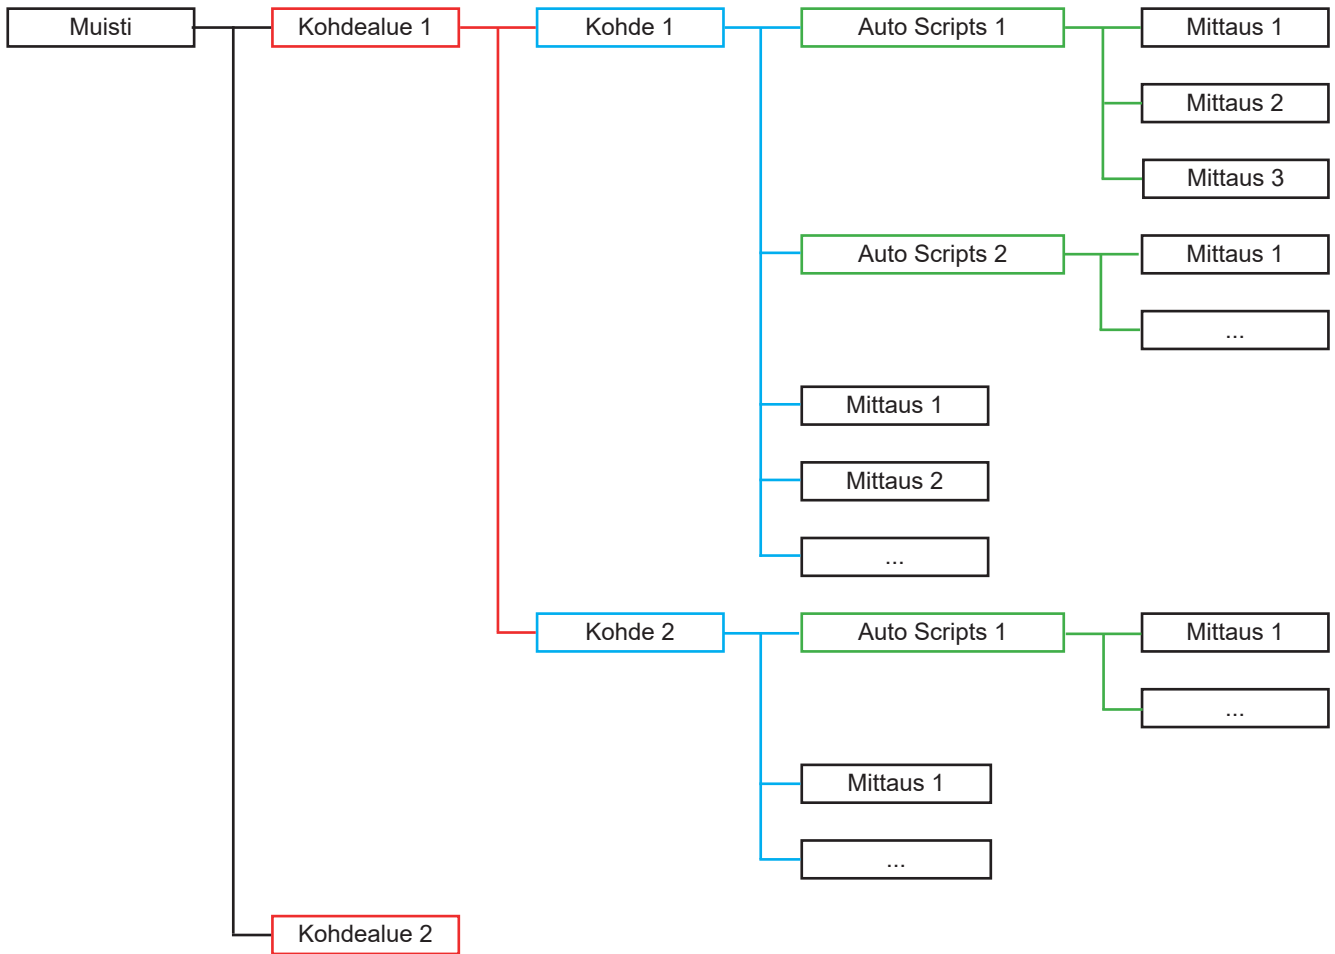 Muisti
Kohdealue 1
Kohde 1
Auto Scripts 1
Mittaus 1
Mittaus 2
Mittaus 3
Auto Scripts 2
Mittaus 1
...
Mittaus 1
Mittaus 2
...
Kohde 2
Auto Scripts 1
Mittaus 1
...
Mittaus 1
...
Kohdealue 2